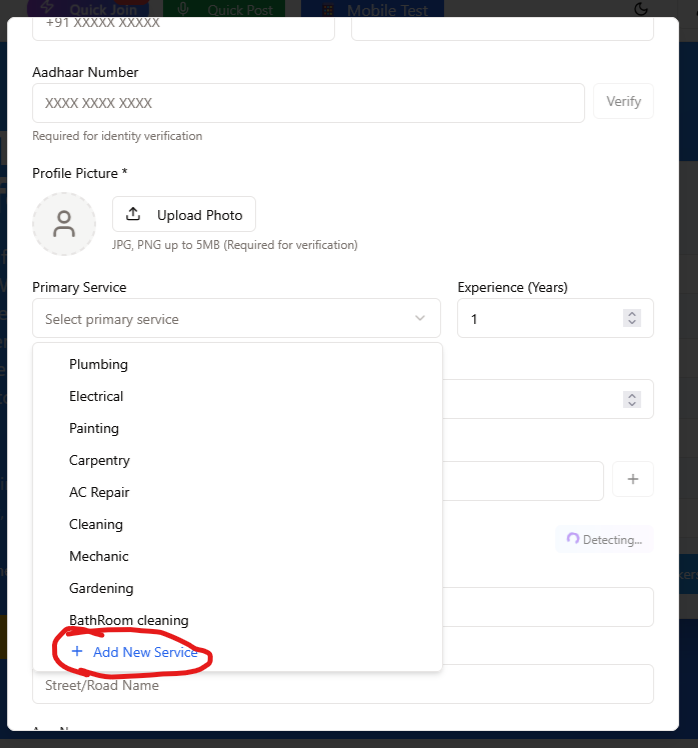 Quick Join
Quick Post
Mobile Test
+91 XXXXX XXXXX
Aadhaar Number
XXXX XXXX XXXX
Verify
Required for identity verification
Profile Picture *
Upload Photo
JPG, PNG up to 5MB (Required for verification)
Primary Service
Experience (Years)
Select primary service
1
Plumbing
Electrical
Painting
Carpentry
AC Repair
Cleaning
Detecting...
Mechanic
Gardening
BathRoom cleaning
+ Add New Service
Street/Road Name